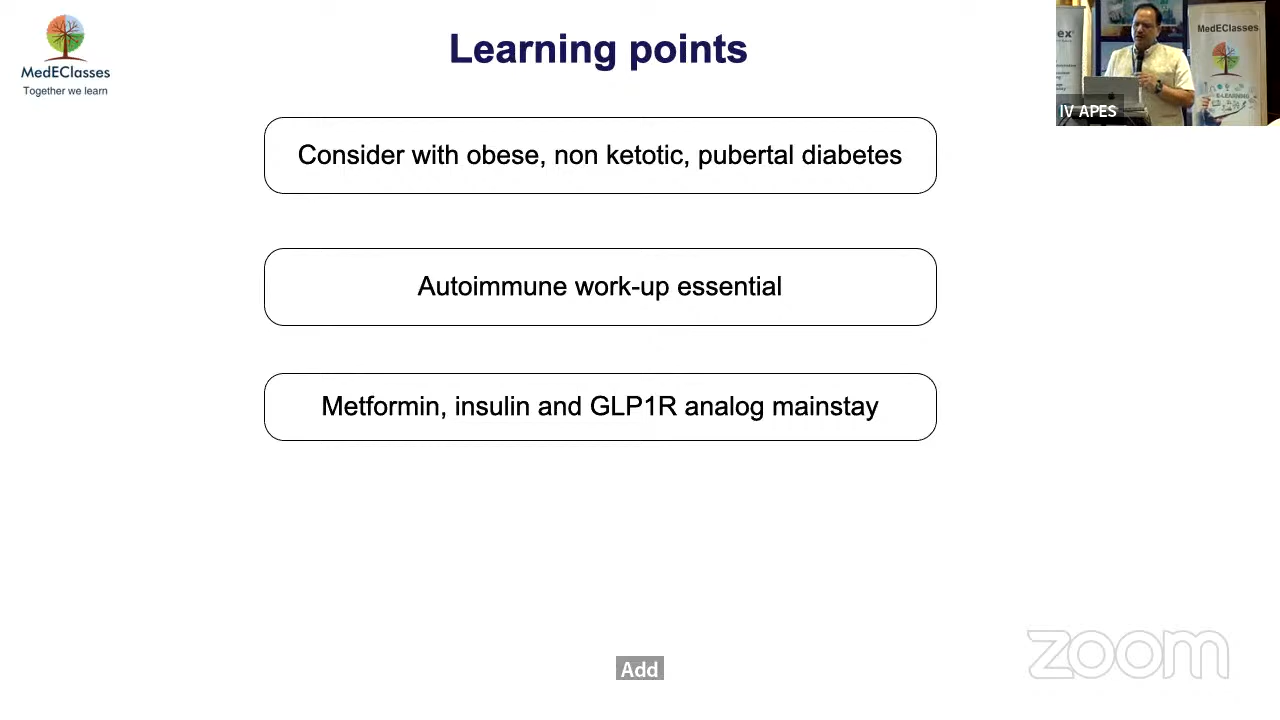 MedEClasses
Together we learn
Learning points
IV APES
MedEClasses
Consider with obese, non ketotic, pubertal diabetes
Autoimmune work-up essential
Metformin, insulin and GLP1R analog mainstay
Add
zoom